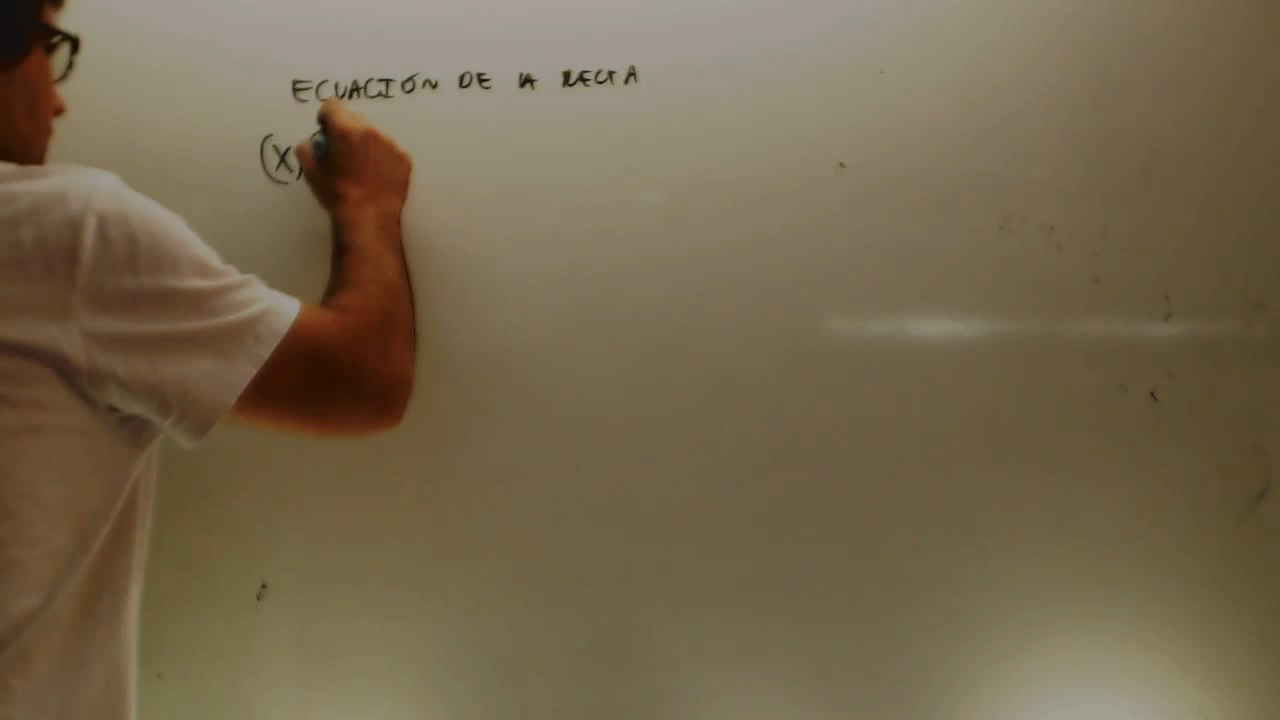 ECUACIÓN DE LA RECTA
(X,